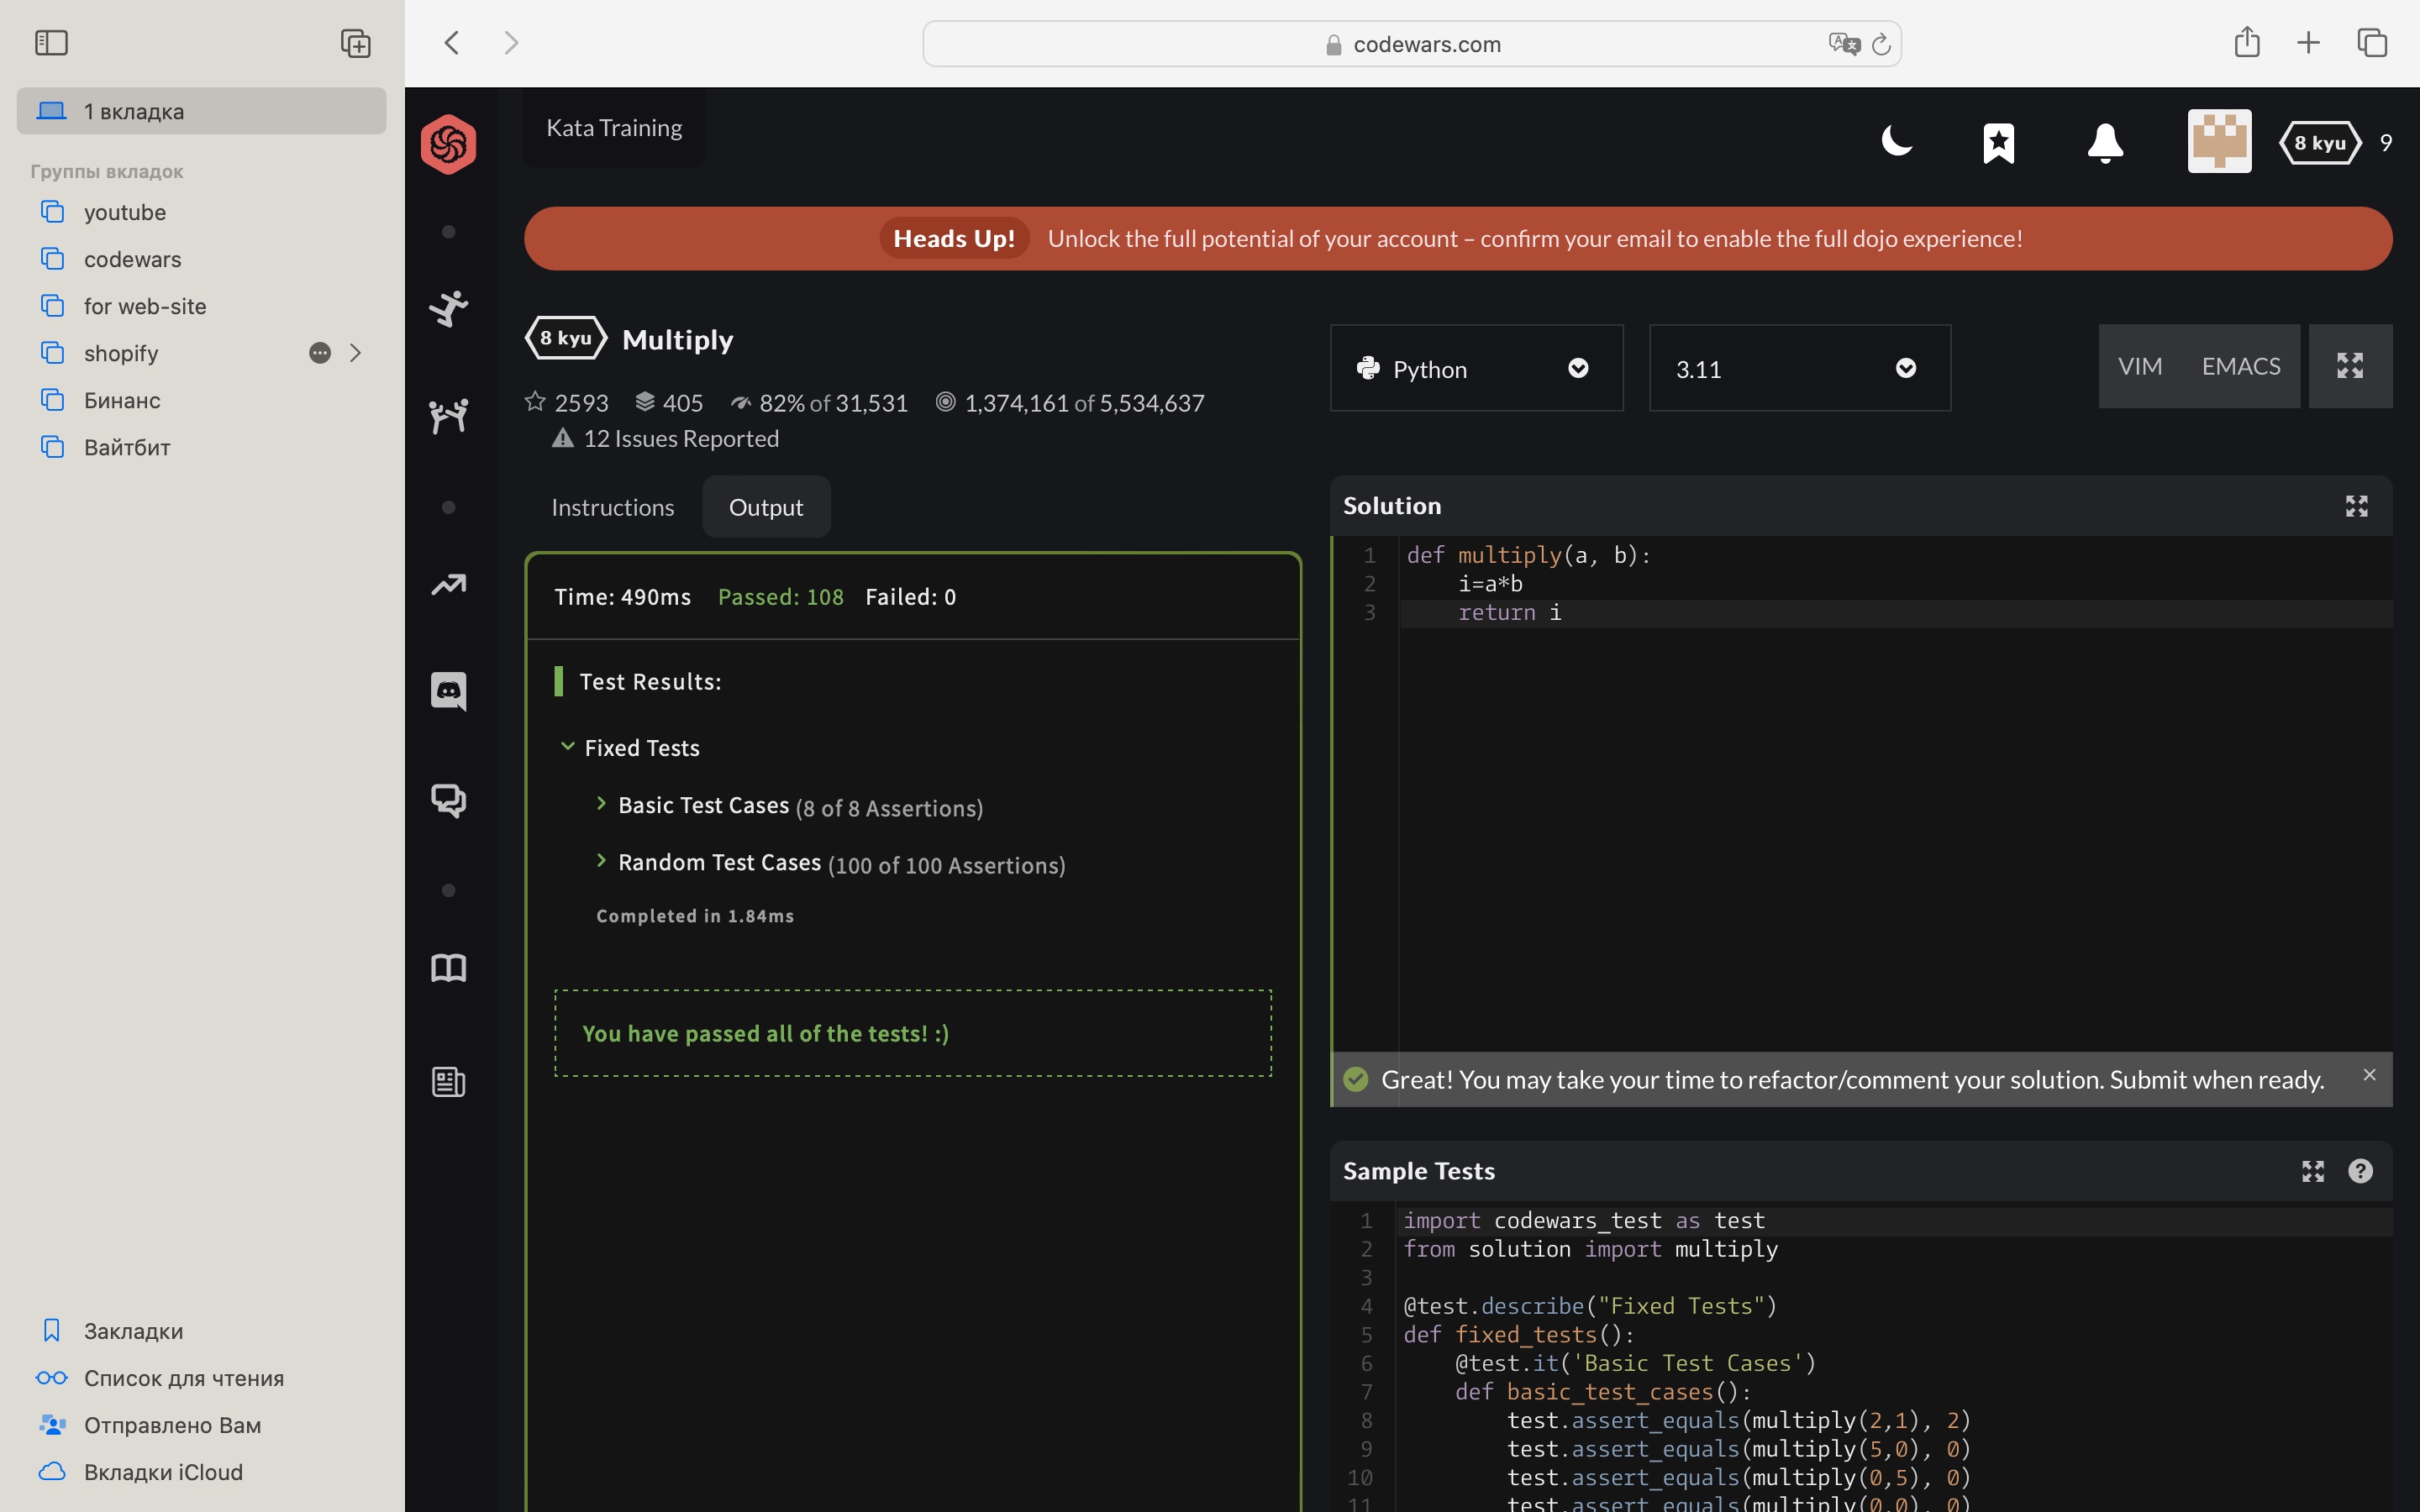 codewars.com
1 вкладка
Группы вкладок
youtube
codewars
for web-site
shopify
Бинанс
Вайтбит
Закладки
Список для чтения
Отправлено Вам
Вкладки iCloud
Kata Training
8 kyu 9
Heads Up! Unlock the full potential of your account – confirm your email to enable the full dojo experience!
8 kyu Multiply
2593 405 82% of 31,531 1,374,161 of 5,534,637
12 Issues Reported
Python
3.11
VIM EMACS
Instructions Output
Time: 490ms Passed: 108 Failed: 0
Test Results:
Fixed Tests
Basic Test Cases (8 of 8 Assertions)
Random Test Cases (100 of 100 Assertions)
Completed in 1.84ms
You have passed all of the tests! :)
Solution
1 def multiply(a, b):
2     i=a*b
3     return i
Great! You may take your time to refactor/comment your solution. Submit when ready.
Sample Tests
1 import codewars_test as test
2 from solution import multiply
3
4 @test.describe("Fixed Tests")
5 def fixed_tests():
6     @test.it('Basic Test Cases')
7     def basic_test_cases():
8         test.assert_equals(multiply(2,1), 2)
9         test.assert_equals(multiply(5,0), 0)
10         test.assert_equals(multiply(0,5), 0)
11         test.assert_equals(multiply(0,0), 0)